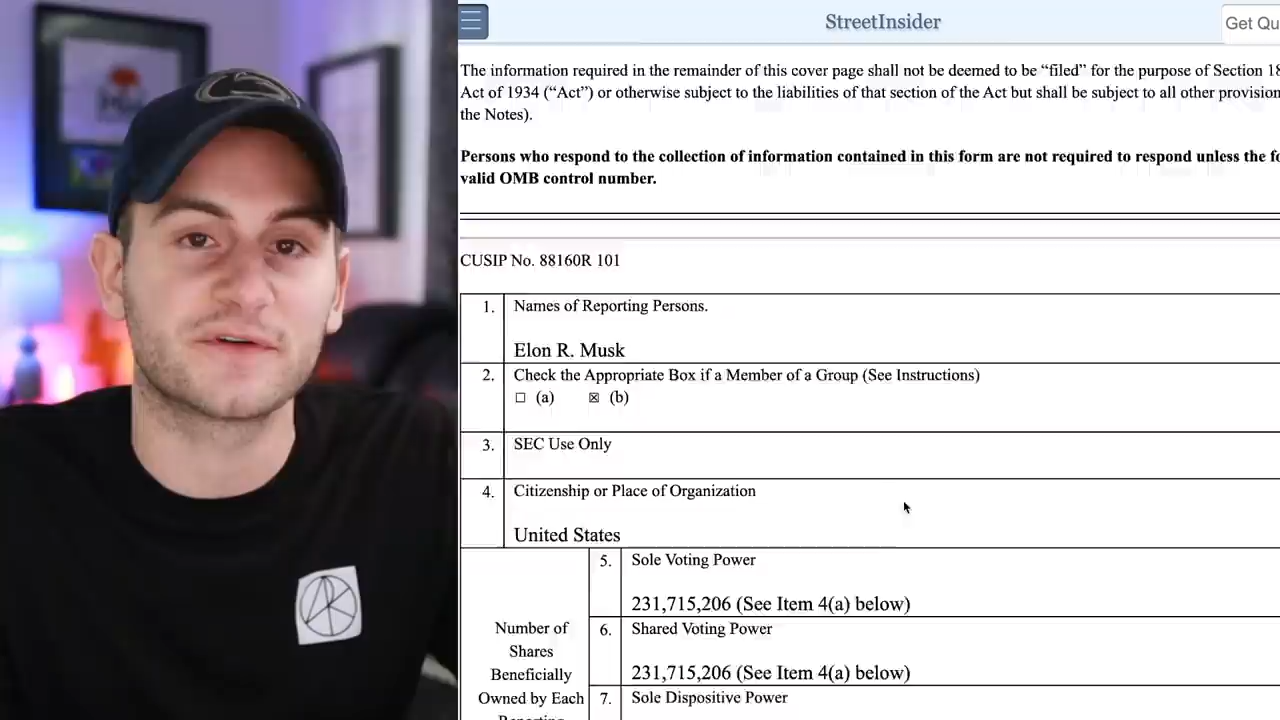 StreetInsider
Get Qu
The information required in the remainder of this cover page shall not be deemed to be “filed” for the purpose of Section 18
Act of 1934 (“Act”) or otherwise subject to the liabilities of that section of the Act but shall be subject to all other provision
the Notes).
Persons who respond to the collection of information contained in this form are not required to respond unless the fo
valid OMB control number.
CUSIP No. 88160R 101
1. Names of Reporting Persons.
Elon R. Musk
2. Check the Appropriate Box if a Member of a Group (See Instructions)
☐ (a) ☒ (b)
3. SEC Use Only
4. Citizenship or Place of Organization
United States
Number of
Shares
Beneficially
Owned by Each
5. Sole Voting Power
231,715,206 (See Item 4(a) below)
6. Shared Voting Power
231,715,206 (See Item 4(a) below)
7. Sole Dispositive Power